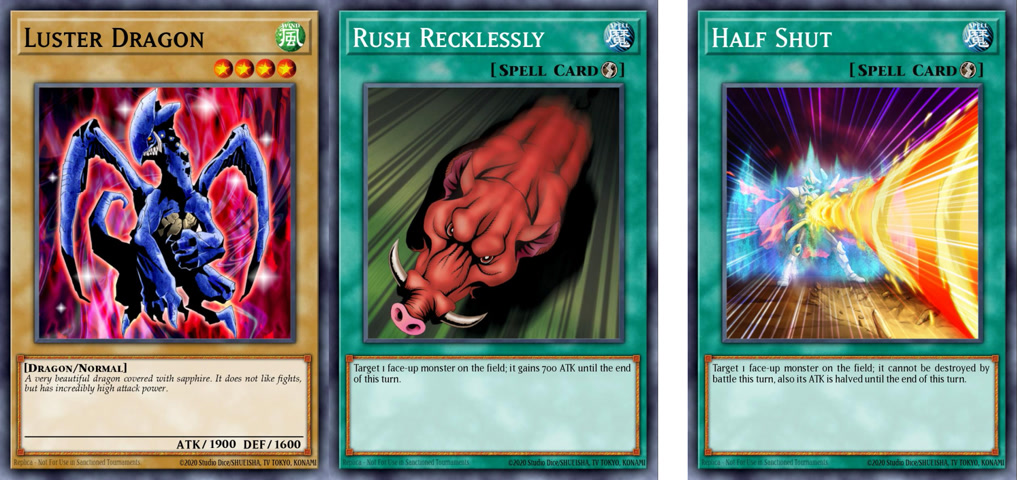 Luster Dragon
WIND
風
[Dragon/Normal]
A very beautiful dragon covered with sapphire. It does not like fights,
but has incredibly high attack power.
ATK/1900 DEF/1600
Replica - Not For Use in Sanctioned Tournaments
©2020 Studio Dice/SHUEISHA, TV TOKYO, KONAMI
Rush Recklessly
魔
[Spell Card]
Target 1 face-up monster on the field; it gains 700 ATK until the end
of this turn.
Replica - Not For Use in Sanctioned Tournaments
©2020 Studio Dice/SHUEISHA, TV TOKYO, KONAMI
Half Shut
魔
[Spell Card]
Target 1 face-up monster on the field; it cannot be destroyed by
battle this turn, also its ATK is halved until the end of this turn.
Replica - Not For Use in Sanctioned Tournaments
©2020 Studio Dice/SHUEISHA, TV TOKYO, KONAMI